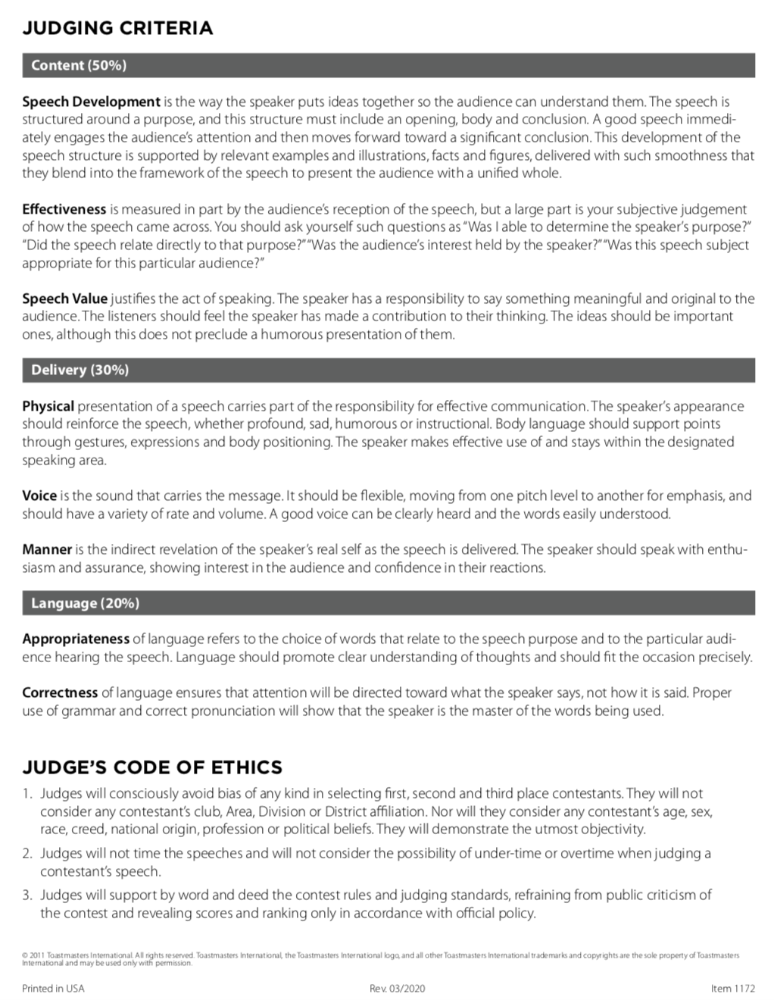 JUDGING CRITERIA
Content (50%)
Speech Development is the way the speaker puts ideas together so the audience can understand them. The speech is
structured around a purpose, and this structure must include an opening, body and conclusion. A good speech immedi-
ately engages the audience’s attention and then moves forward toward a significant conclusion. This development of the
speech structure is supported by relevant examples and illustrations, facts and figures, delivered with such smoothness that
they blend into the framework of the speech to present the audience with a unified whole.
Effectiveness is measured in part by the audience’s reception of the speech, but a large part is your subjective judgement
of how the speech came across. You should ask yourself such questions as “Was I able to determine the speaker’s purpose?”
“Did the speech relate directly to that purpose?” “Was the audience’s interest held by the speaker?” “Was this speech subject
appropriate for this particular audience?”
Speech Value justifies the act of speaking. The speaker has a responsibility to say something meaningful and original to the
audience. The listeners should feel the speaker has made a contribution to their thinking. The ideas should be important
ones, although this does not preclude a humorous presentation of them.
Delivery (30%)
Physical presentation of a speech carries part of the responsibility for effective communication. The speaker’s appearance
should reinforce the speech, whether profound, sad, humorous or instructional. Body language should support points
through gestures, expressions and body positioning. The speaker makes effective use of and stays within the designated
speaking area.
Voice is the sound that carries the message. It should be flexible, moving from one pitch level to another for emphasis, and
should have a variety of rate and volume. A good voice can be clearly heard and the words easily understood.
Manner is the indirect revelation of the speaker’s real self as the speech is delivered. The speaker should speak with enthu-
siasm and assurance, showing interest in the audience and confidence in their reactions.
Language (20%)
Appropriateness of language refers to the choice of words that relate to the speech purpose and to the particular audi-
ence hearing the speech. Language should promote clear understanding of thoughts and should fit the occasion precisely.
Correctness of language ensures that attention will be directed toward what the speaker says, not how it is said. Proper
use of grammar and correct pronunciation will show that the speaker is the master of the words being used.
JUDGE’S CODE OF ETHICS
1. Judges will consciously avoid bias of any kind in selecting first, second and third place contestants. They will not
consider any contestant’s club, Area, Division or District affiliation. Nor will they consider any contestant’s age, sex,
race, creed, national origin, profession or political beliefs. They will demonstrate the utmost objectivity.
2. Judges will not time the speeches and will not consider the possibility of under-time or overtime when judging a
contestant’s speech.
3. Judges will support by word and deed the contest rules and judging standards, refraining from public criticism of
the contest and revealing scores and ranking only in accordance with official policy.
© 2011 Toastmasters International. All rights reserved. Toastmasters International, the Toastmasters International logo, and all other Toastmasters International trademarks and copyrights are the sole property of Toastmasters
International and may be used only with permission.
Printed in USA
Rev. 03/2020
Item 1172